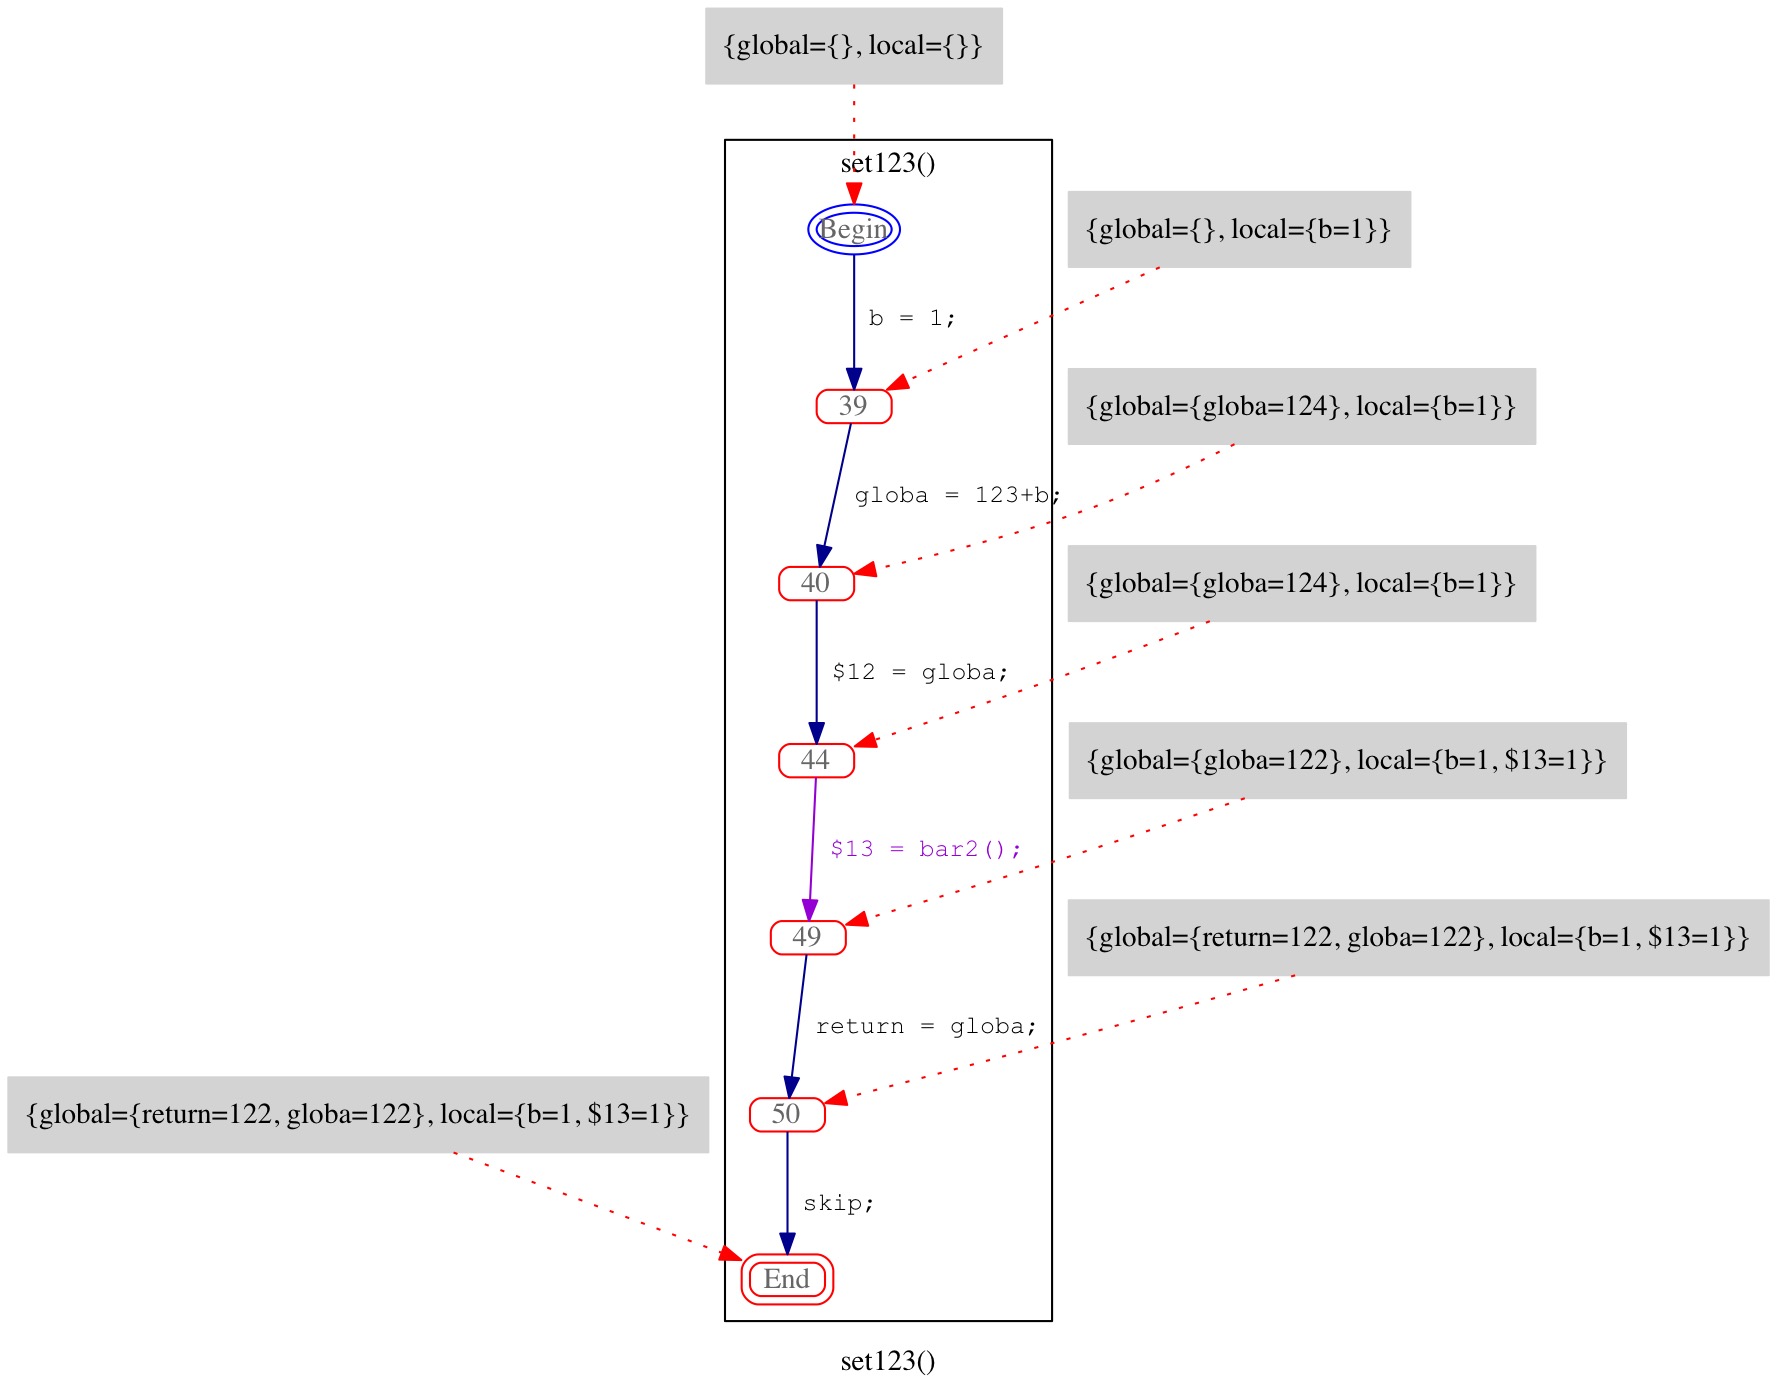 {global={}, local={}}
set123()
Begin
{global={}, local={b=1}}
b = 1;
39
{global={globa=124}, local={b=1}}
globa = 123+b;
40
{global={globa=124}, local={b=1}}
$12 = globa;
44
{global={globa=122}, local={b=1, $13=1}}
$13 = bar2();
49
{global={return=122, globa=122}, local={b=1, $13=1}}
return = globa;
50
{global={return=122, globa=122}, local={b=1, $13=1}}
skip;
End
set123()